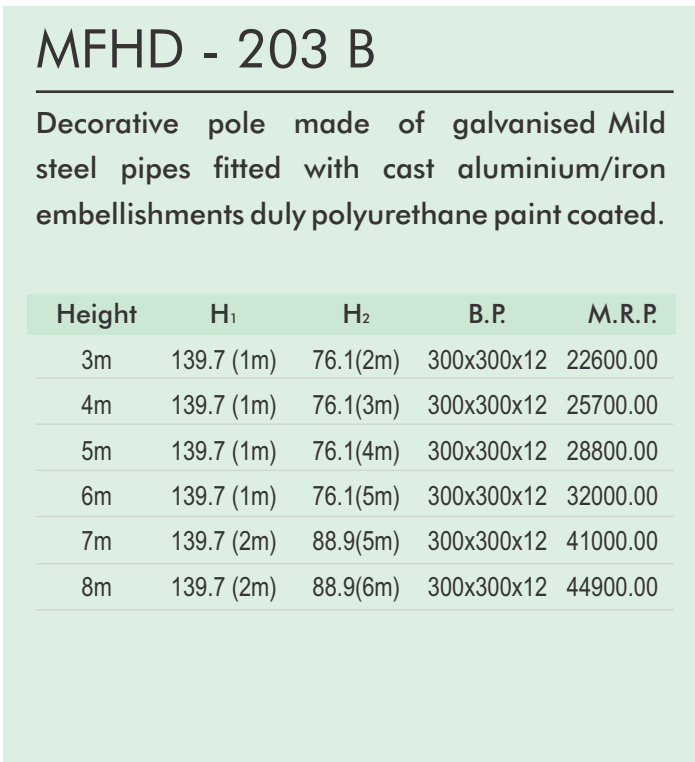 MFHD - 203 B
Decorative pole made of galvanised Mild
steel pipes fitted with cast aluminium/iron
embellishments duly polyurethane paint coated.
Height H₁ H₂ B.P. M.R.P.
3m 139.7 (1m) 76.1(2m) 300x300x12 22600.00
4m 139.7 (1m) 76.1(3m) 300x300x12 25700.00
5m 139.7 (1m) 76.1(4m) 300x300x12 28800.00
6m 139.7 (1m) 76.1(5m) 300x300x12 32000.00
7m 139.7 (2m) 88.9(5m) 300x300x12 41000.00
8m 139.7 (2m) 88.9(6m) 300x300x12 44900.00